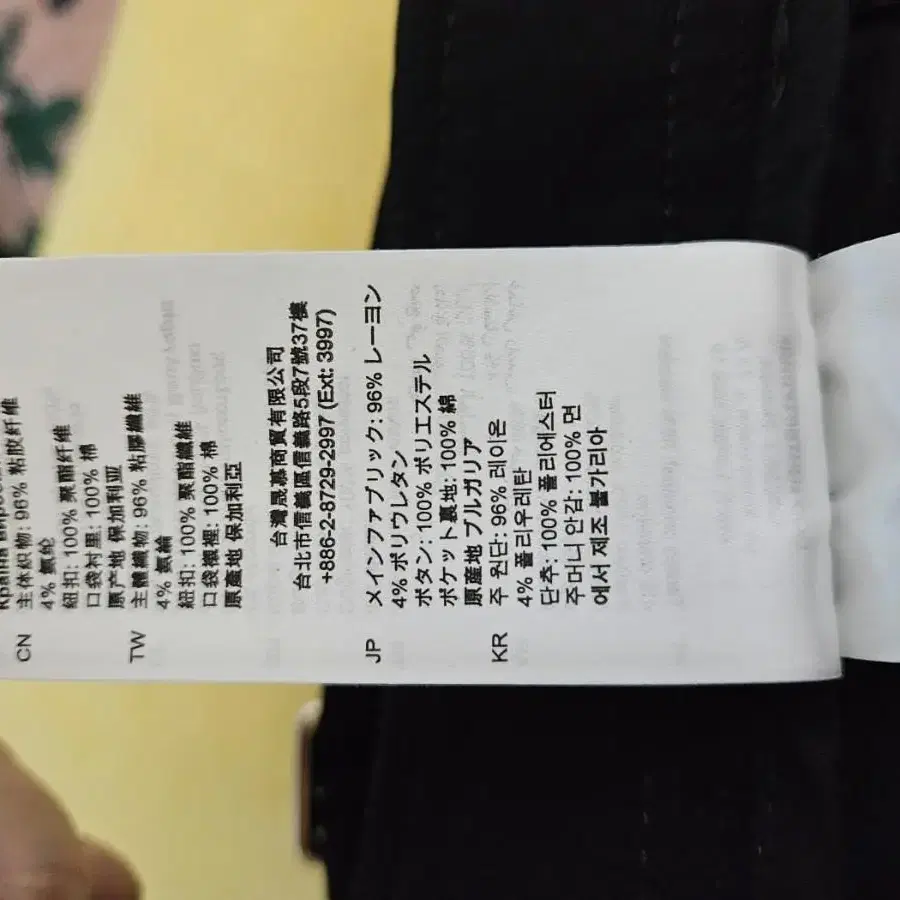 CN 主体织物: 96% 粘胶纤维
4% 氨纶
纽扣: 100% 聚酯纤维
口袋衬里: 100% 棉
原产地 保加利亚
TW 主體織物: 96% 粘膠纖維
4% 氨綸
紐扣: 100% 聚酯纖維
口袋襯裡: 100% 棉
原產地 保加利亞
台灣晟慕商貿有限公司
台北市信義區信義路5段7號37樓
+886-2-8729-2997 (Ext: 3997)
JP メインファブリック: 96% レーヨン
4% ポリウレタン
ボタン: 100% ポリエステル
ポケット裏地: 100% 綿
原産地 ブルガリア
KR 주 원단: 96% 레이온
4% 폴리우레탄
단추: 100% 폴리에스터
주머니 안감: 100% 면
에서 제조 불가리아